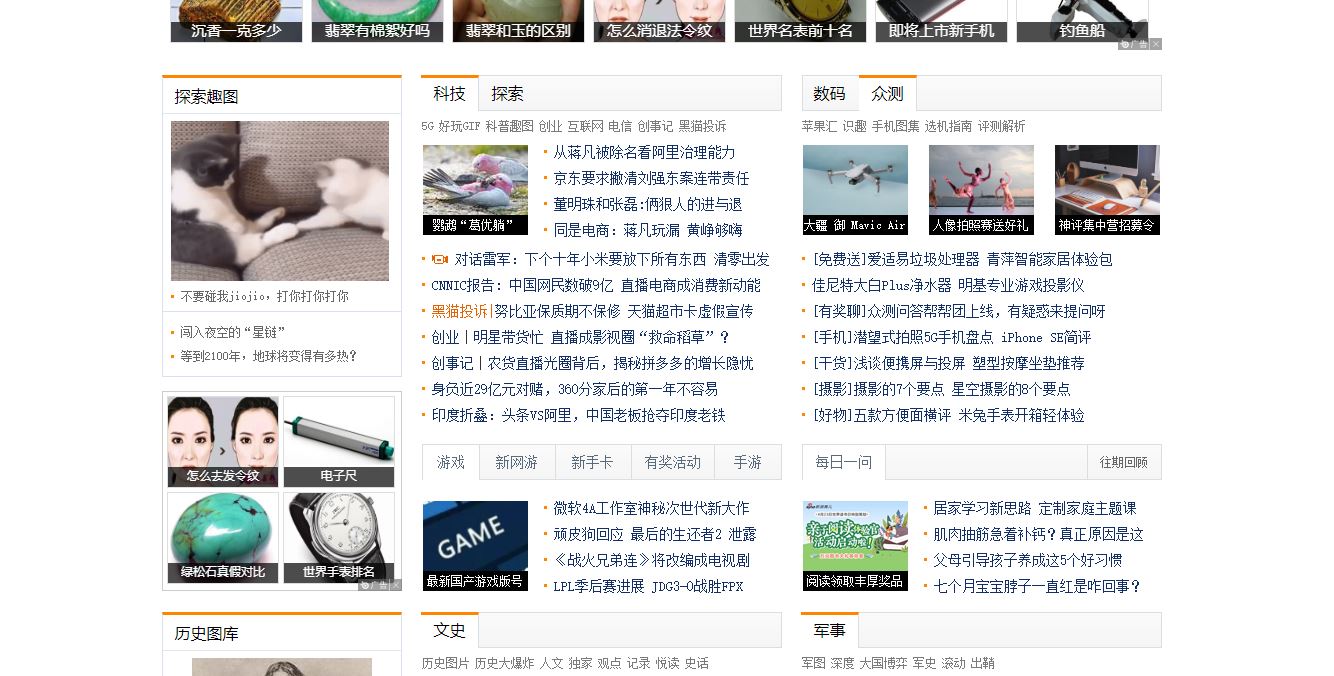 沉香一克多少
翡翠有棉絮好吗
翡翠和玉的区别
怎么消退法令纹
世界名表前十名
即将上市新手机
钓鱼船
广告
探索趣图
不要碰我jiojio，打你打你打你
闯入夜空的“星链”
等到2100年，地球将变得有多热？
怎么去发令纹
电子尺
绿松石真假对比
世界手表排名
广告
历史图库
科技 探索
5G 好玩GIF 科普趣图 创业 互联网 电信 创事记 黑猫投诉
鹦鹉“葛优躺”
从蒋凡被除名看阿里治理能力
京东要求撇清刘强东案连带责任
董明珠和张磊:俩狠人的进与退
同是电商：蒋凡玩漏 黄峥够嗨
对话雷军：下个十年小米要放下所有东西 清零出发
CNNIC报告：中国网民数破9亿 直播电商成消费新动能
黑猫投诉|努比亚保质期不保修 天猫超市卡虚假宣传
创业｜明星带货忙 直播成影视圈“救命稻草”？
创事记｜农货直播光圈背后，揭秘拼多多的增长隐忧
身负近29亿元对赌，360分家后的第一年不容易
印度折叠：头条VS阿里，中国老板抢夺印度老铁
游戏 新网游 新手卡 有奖活动 手游
GAME
最新国产游戏版号
微软4A工作室神秘次世代新大作
顽皮狗回应 最后的生还者2 泄露
《战火兄弟连》将改编成电视剧
LPL季后赛进展 JDG3-0战胜FPX
文史
历史图片 历史大爆炸 人文 独家 观点 记录 悦读 史话
数码 众测
苹果汇 识趣 手机图集 选机指南 评测解析
大疆 御 Mavic Air
人像拍照赛送好礼
神评集中营招募令
[免费送]爱适易垃圾处理器 青萍智能家居体验包
佳尼特大白Plus净水器 明基专业游戏投影仪
[有奖聊]众测问答帮帮团上线，有疑惑来提问呀
[手机]潜望式拍照5G手机盘点 iPhone SE简评
[干货]浅谈便携屏与投屏 塑型按摩坐垫推荐
[摄影]摄影的7个要点 星空摄影的8个要点
[好物]五款方便面横评 米兔手表开箱轻体验
每日一问 往期回顾
亲子阅读体验官
活动启动啦！
阅读领取丰厚奖品
居家学习新思路 定制家庭主题课
肌肉抽筋急着补钙？真正原因是这
父母引导孩子养成这5个好习惯
七个月宝宝脖子一直红是咋回事？
军事
军图 深度 大国博弈 军史 滚动 出鞘